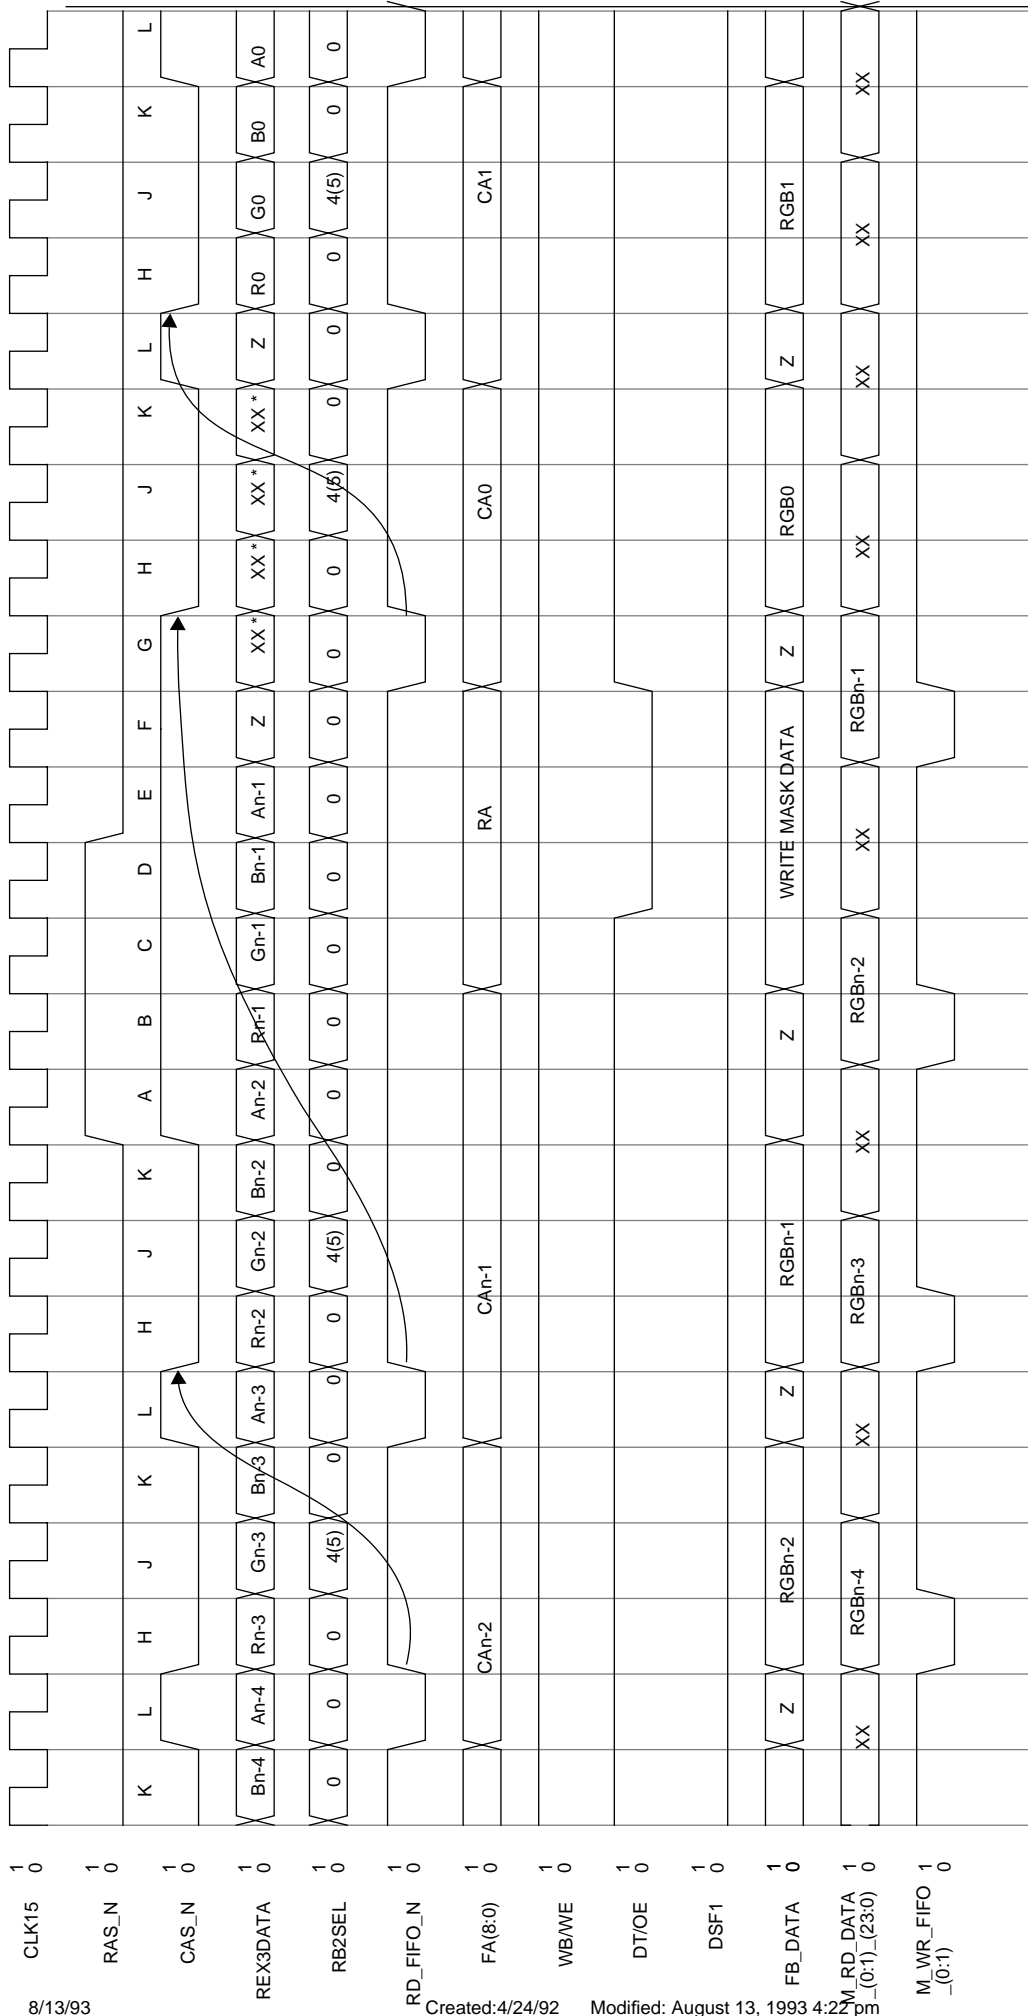 CLK15 1 0
RAS_N 1 0
K L H J K L H J K A B C D E F G H J K L H J K L
CAS_N 1 0
REX3DATA 1 0 Bn-4 An-4 Rn-3 Gn-3 Bn-3 An-3 Rn-2 Gn-2 Bn-2 An-2 Rn-1 Gn-1 Bn-1 An-1 Z XX* XX* XX* XX* Z R0 G0 B0 A0
RB2SEL 1 0 0 0 0 4(5) 0 0 0 4(5) 0 0 0 0 0 0 0 0 0 4(5) 0 0 0 4(5) 0 0
RD_FIFO_N 1 0
FA(8:0) 1 0 CAn-2 CAn-1 RA CA0 CA1
WB/WE 1 0
DT/OE 1 0
DSF1 1 0
FB_DATA 1 0 Z RGBn-2 Z RGBn-1 Z WRITE MASK DATA Z RGB0 Z RGB1
M_RD_DATA 1 0 XX RGBn-4 XX RGBn-3 XX RGBn-2 XX RGBn-1 XX XX XX XX
_(0:1)_(23:0)
M_WR_FIFO 1 0
_(0:1)
8/13/93 Created:4/24/92 Modified: August 13, 1993 4:22 pm